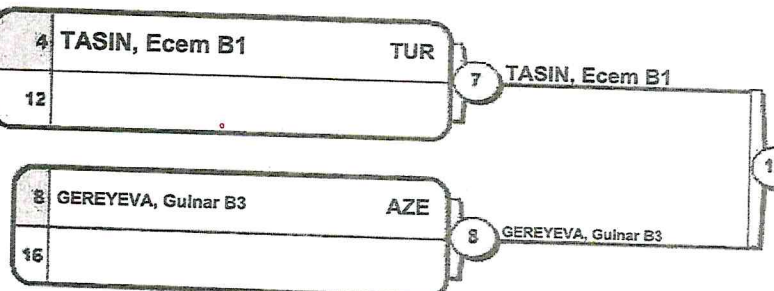 4 TASIN, Ecem B1 TUR
12
7 TASIN, Ecem B1
8 GEREYEVA, Gulnar B3 AZE
16
8 GEREYEVA, Gulnar B3